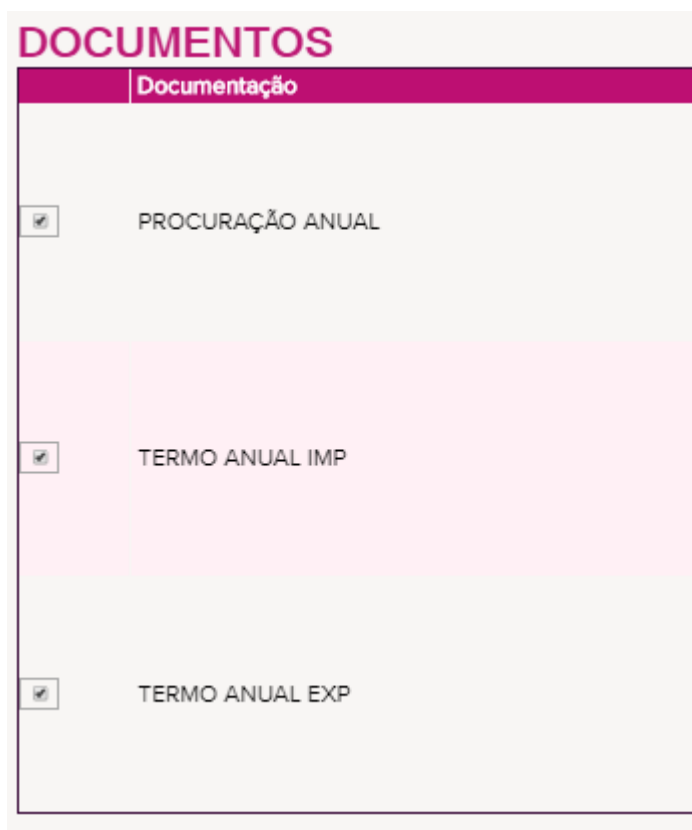 DOCUMENTOS
Documentação
PROCURAÇÃO ANUAL
TERMO ANUAL IMP
TERMO ANUAL EXP